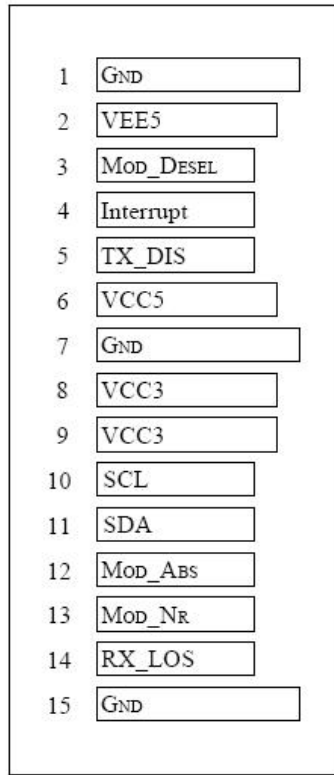 1 GND
2 VEE5
3 MOD_DESEL
4 Interrupt
5 TX_DIS
6 VCC5
7 GND
8 VCC3
9 VCC3
10 SCL
11 SDA
12 MOD_ABS
13 MOD_NR
14 RX_LOS
15 GND